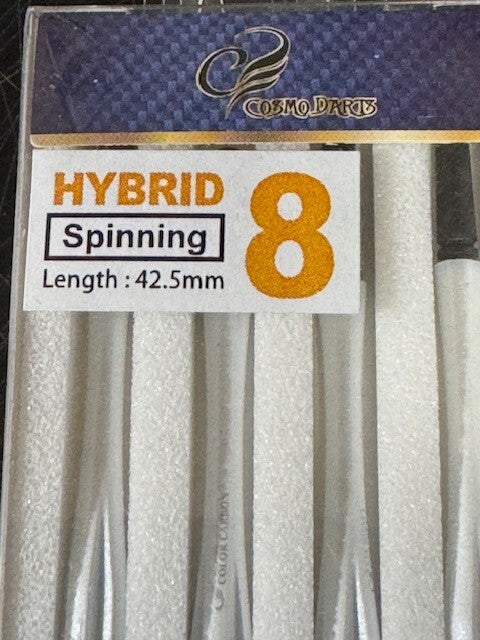 COSMO DARTS
HYBRID 8
Spinning
Length : 42.5mm
COLOR CARBON